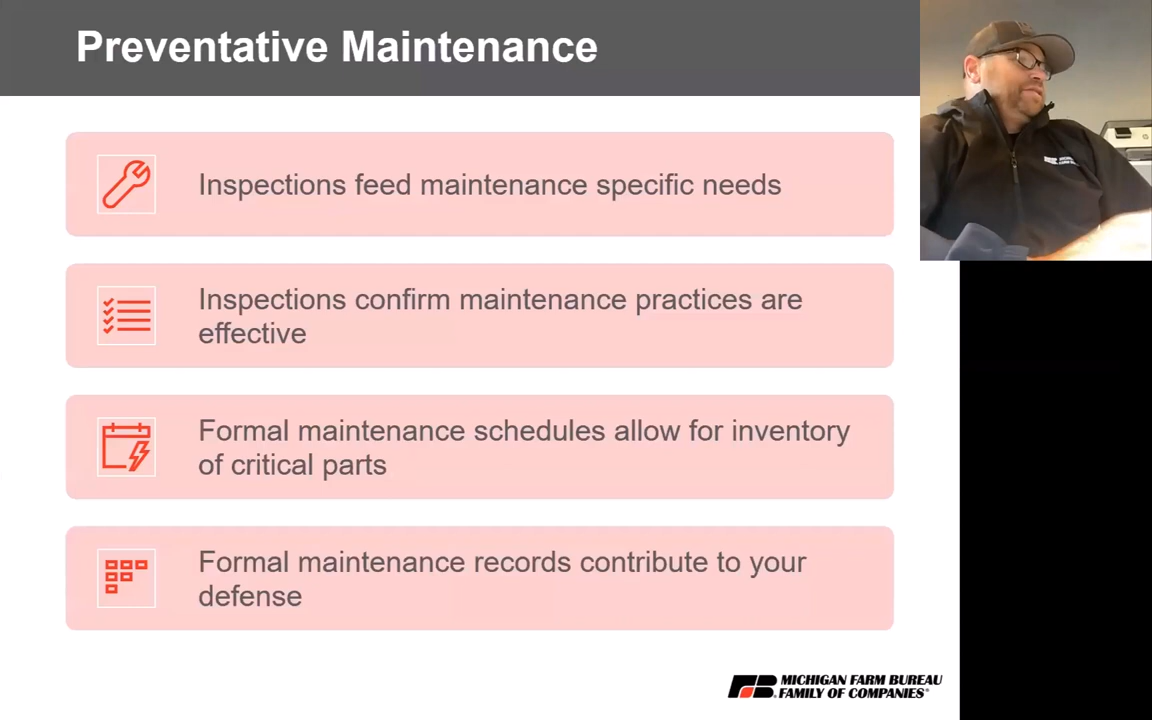 Preventative Maintenance
Inspections feed maintenance specific needs
Inspections confirm maintenance practices are
effective
Formal maintenance schedules allow for inventory
of critical parts
Formal maintenance records contribute to your
defense
MICHIGAN FARM BUREAU
FAMILY OF COMPANIES®